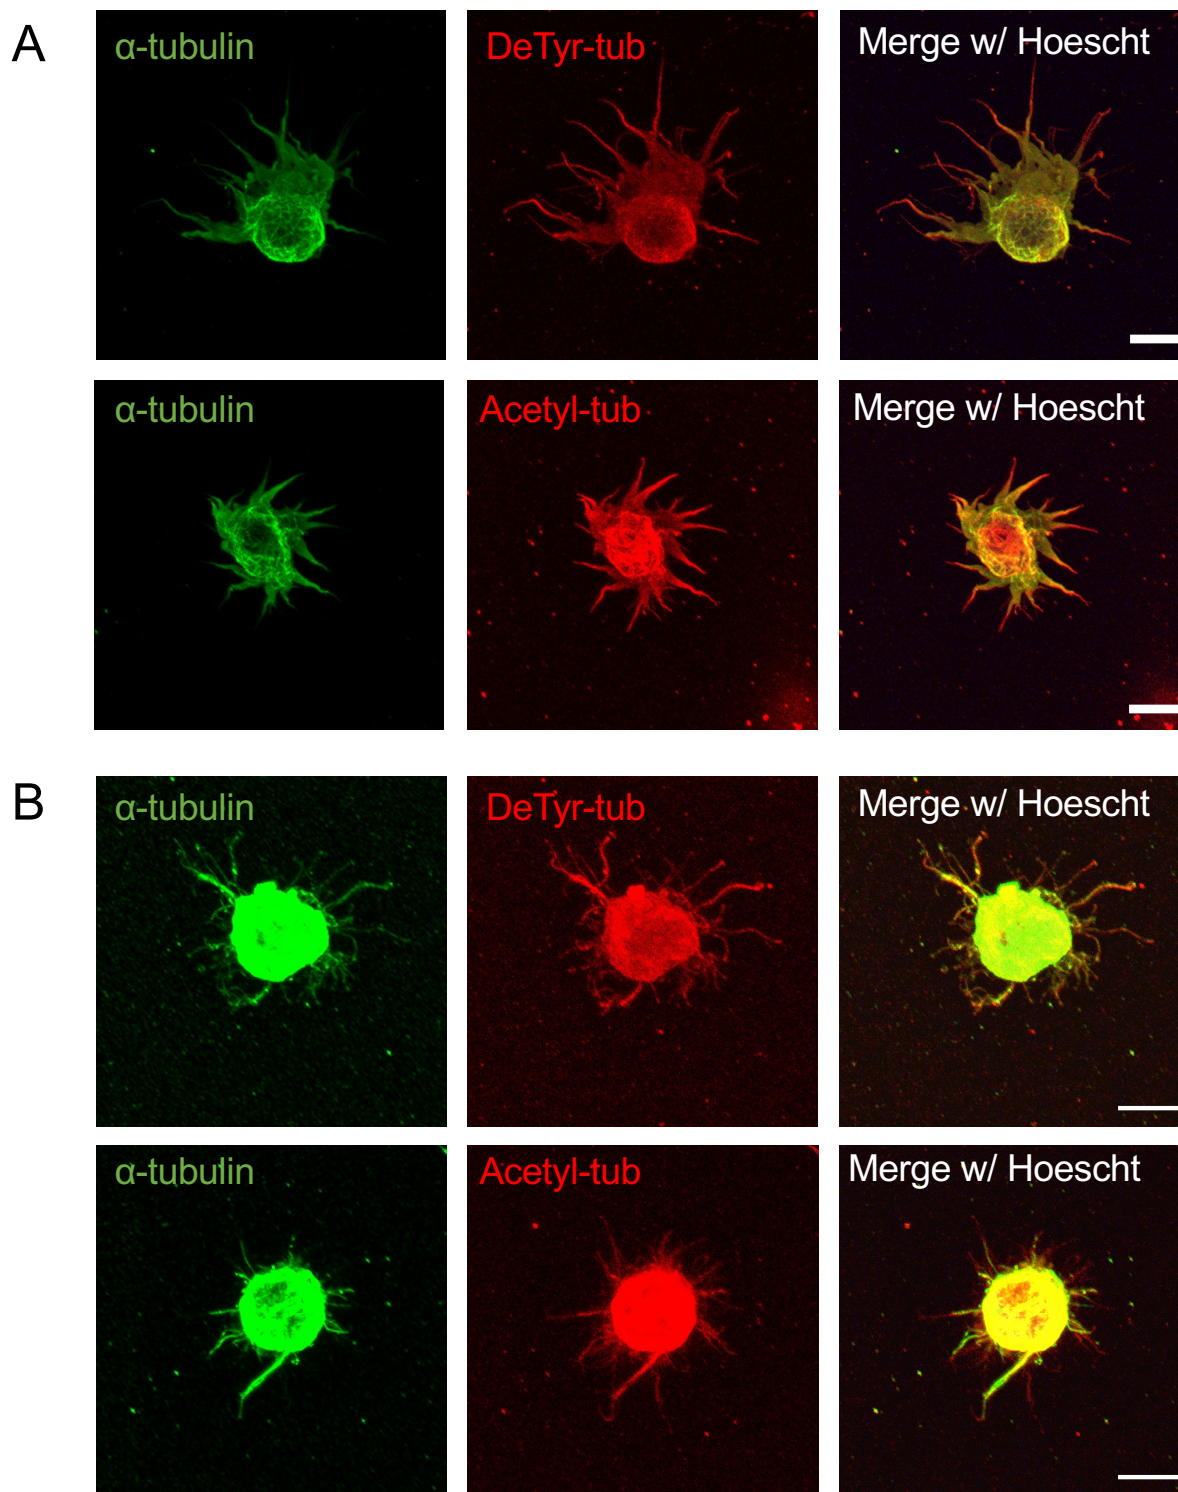 A
α-tubulin
DeTyr-tub
Merge w/ Hoescht
α-tubulin
Acetyl-tub
Merge w/ Hoescht
B
α-tubulin
DeTyr-tub
Merge w/ Hoescht
α-tubulin
Acetyl-tub
Merge w/ Hoescht